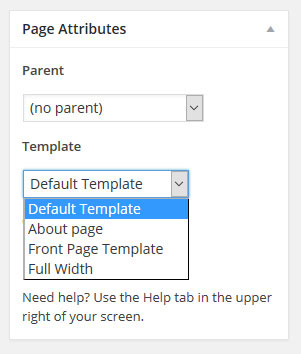 Page Attributes
Parent
(no parent)
Template
Default Template
Default Template
About page
Front Page Template
Full Width
Need help? Use the Help tab in the upper
right of your screen.